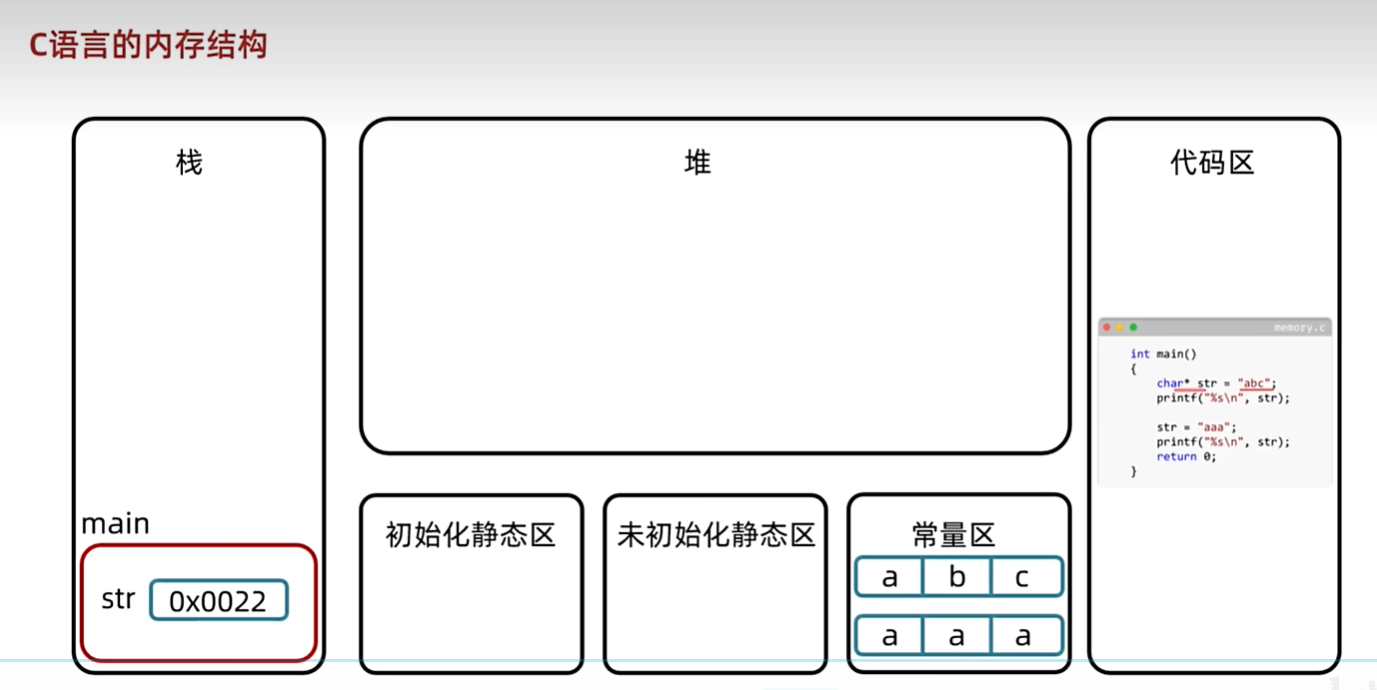 C语言的内存结构
栈
堆
代码区
memory.c
int main()
{
char* str = "abc";
printf("%s\n", str);
str = "aaa";
printf("%s\n", str);
return 0;
}
main
str 0x0022
初始化静态区
未初始化静态区
常量区
a b c
a a a